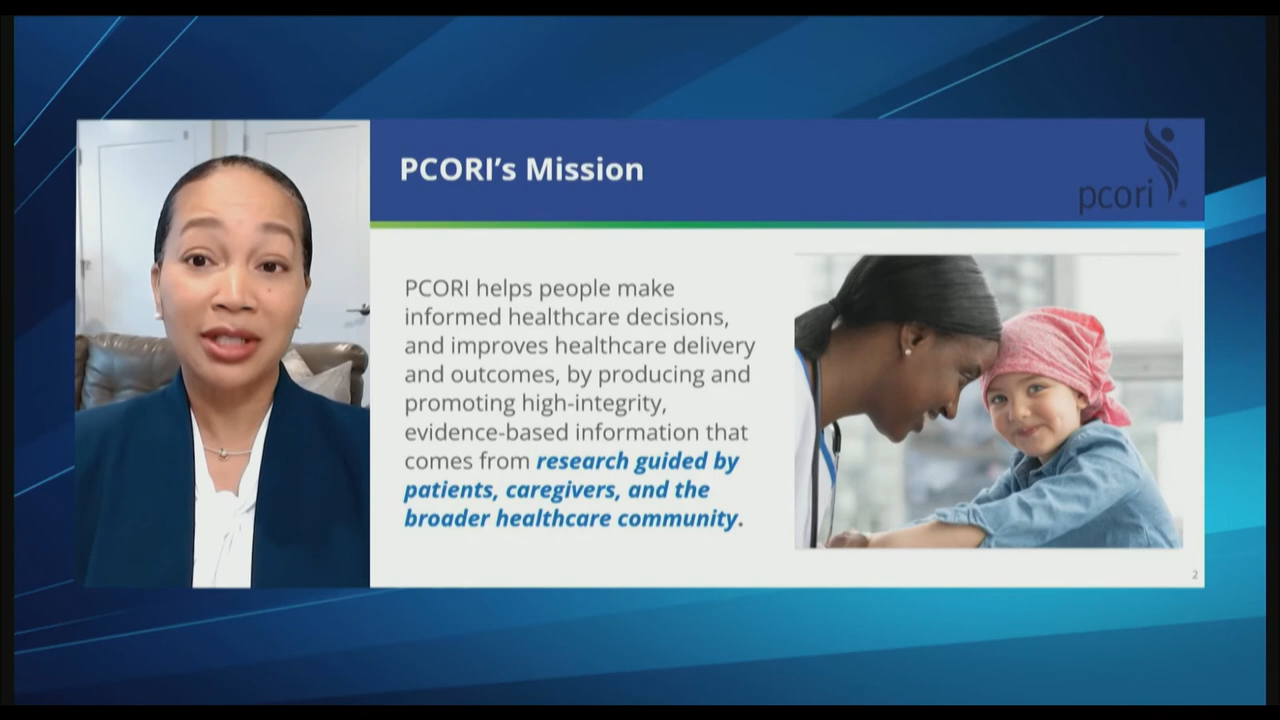 PCORI's Mission
pcori
PCORI helps people make
informed healthcare decisions,
and improves healthcare delivery
and outcomes, by producing and
promoting high-integrity,
evidence-based information that
comes from research guided by
patients, caregivers, and the
broader healthcare community.
2